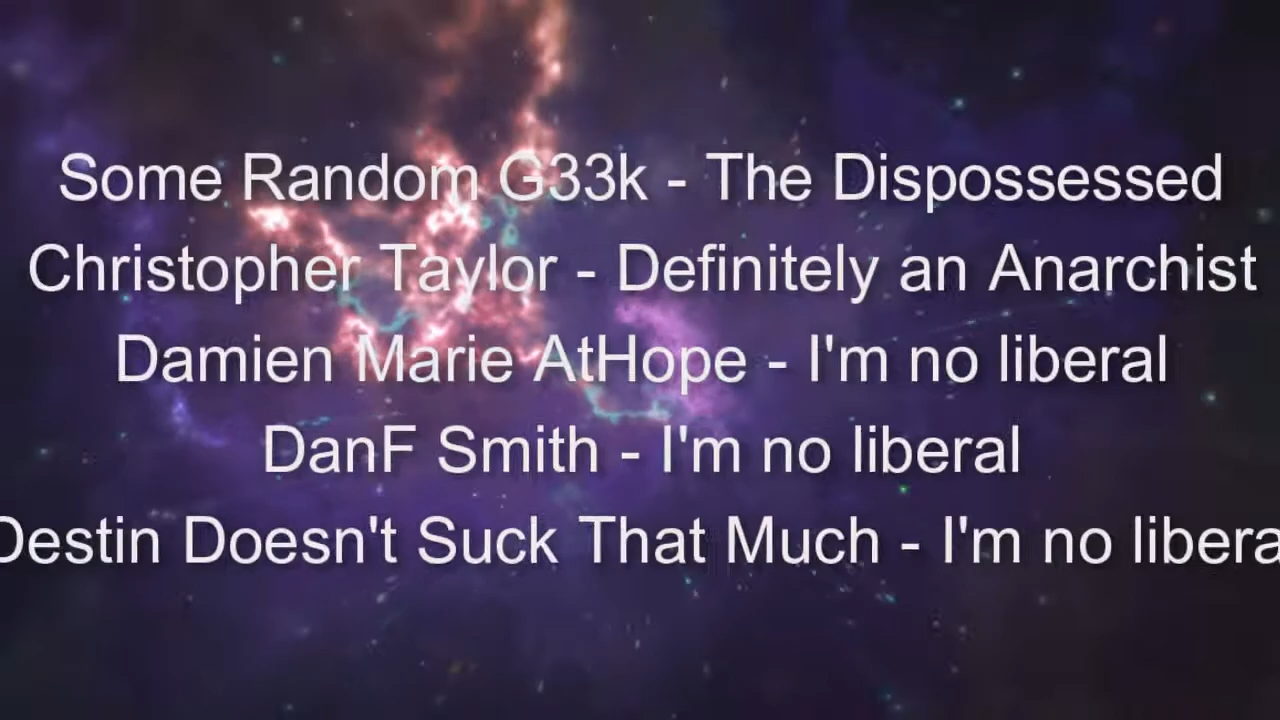 Some Random G33k - The Dispossessed
Christopher Taylor - Definitely an Anarchist
Damien Marie AtHope - I'm no liberal
DanF Smith - I'm no liberal
Destin Doesn't Suck That Much - I'm no libera